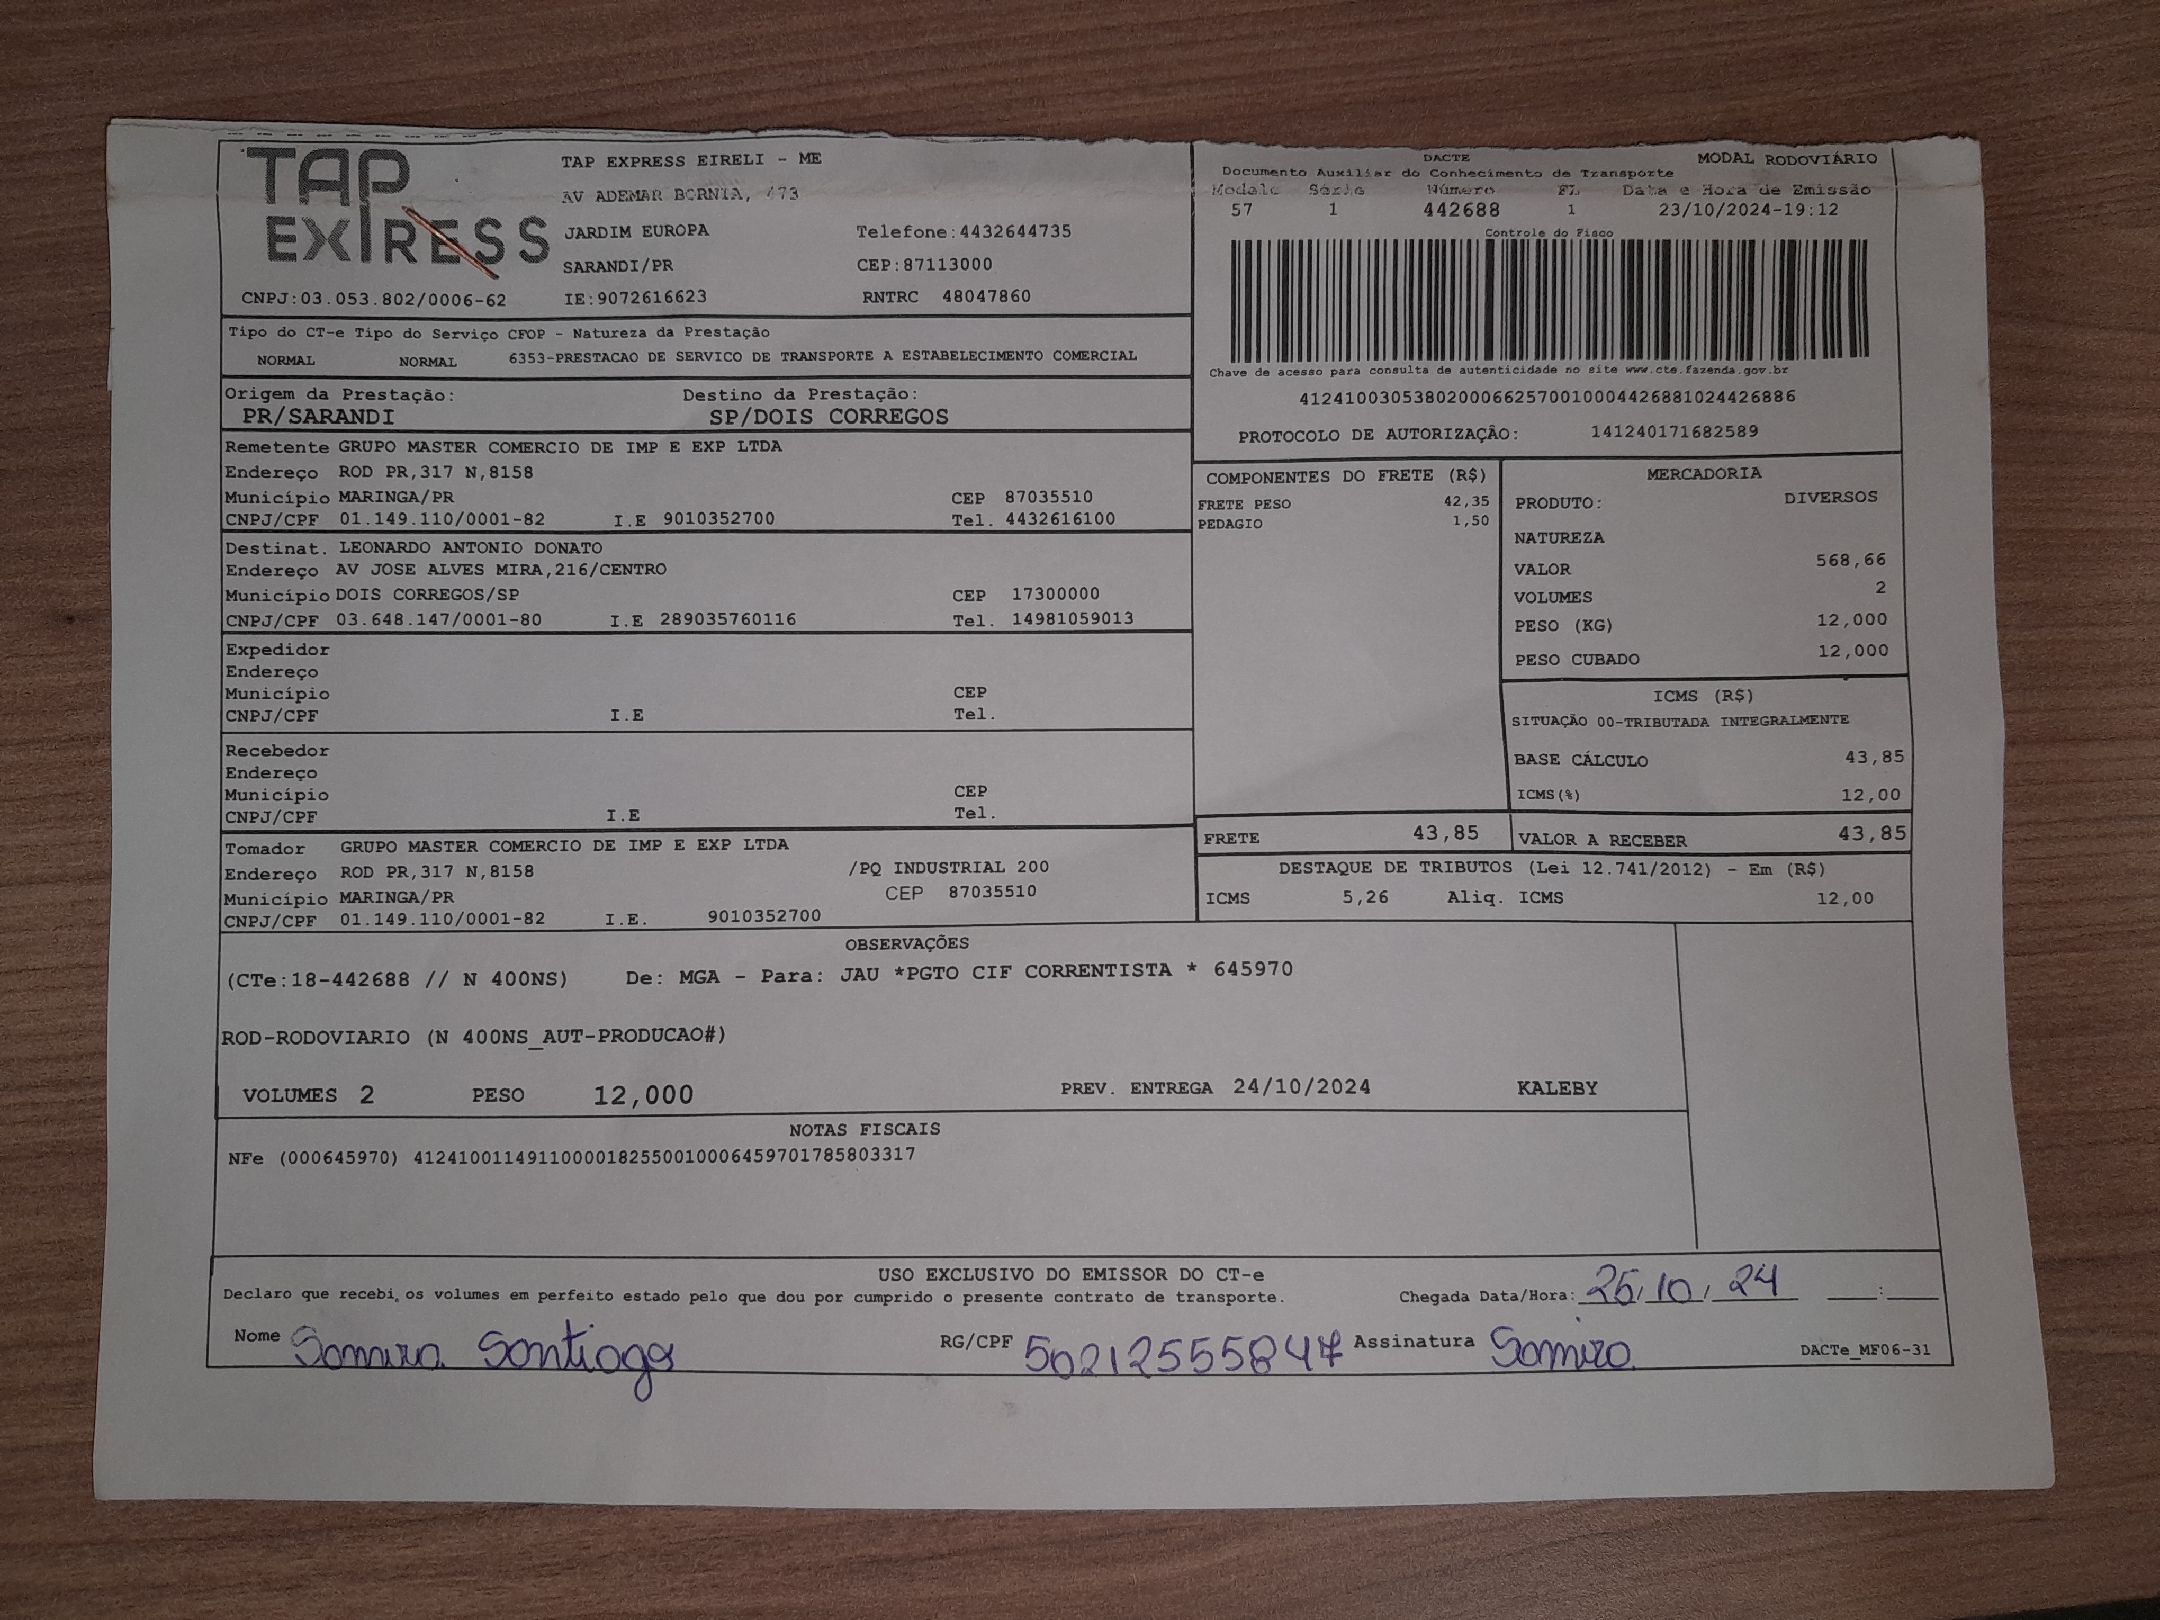 TAP
EXPRESS
CNPJ:03.053.802/0006-62
TAP EXPRESS EIRELI - ME
AV ADEMAR BORNIA, 473
JARDIM EUROPA Telefone:4432644735
SARANDI/PR CEP:87113000
IE:9072616623 RNTRC 48047860
DACTE MODAL RODOVIÁRIO
Documento Auxiliar do Conhecimento de Transporte
Modelo Série Número FL Data e Hora de Emissão
57 1 442688 1 23/10/2024-19:12
Controle do Fisco
Chave de acesso para consulta de autenticidade no site www.cte.fazenda.gov.br
41241003053802000662570010004426881024426886
PROTOCOLO DE AUTORIZAÇÃO: 141240171682589
Tipo do CT-e Tipo do Serviço CFOP - Natureza da Prestação
NORMAL NORMAL 6353-PRESTACAO DE SERVICO DE TRANSPORTE A ESTABELECIMENTO COMERCIAL
Origem da Prestação: Destino da Prestação:
PR/SARANDI SP/DOIS CORREGOS
Remetente GRUPO MASTER COMERCIO DE IMP E EXP LTDA
Endereço ROD PR,317 N,8158
Município MARINGA/PR CEP 87035510
CNPJ/CPF 01.149.110/0001-82 I.E 9010352700 Tel. 4432616100
Destinat. LEONARDO ANTONIO DONATO
Endereço AV JOSE ALVES MIRA,216/CENTRO
Município DOIS CORREGOS/SP CEP 17300000
CNPJ/CPF 03.648.147/0001-80 I.E 289035760116 Tel. 14981059013
Expedidor
Endereço
Município CEP
CNPJ/CPF I.E Tel.
Recebedor
Endereço
Município CEP
CNPJ/CPF I.E Tel.
Tomador GRUPO MASTER COMERCIO DE IMP E EXP LTDA
Endereço ROD PR,317 N,8158 /PQ INDUSTRIAL 200
Município MARINGA/PR CEP 87035510
CNPJ/CPF 01.149.110/0001-82 I.E. 9010352700
COMPONENTES DO FRETE (R$)
FRETE PESO 42,35
PEDAGIO 1,50
MERCADORIA
PRODUTO: DIVERSOS
NATUREZA
VALOR 568,66
VOLUMES 2
PESO (KG) 12,000
PESO CUBADO 12,000
ICMS (R$)
SITUAÇÃO 00-TRIBUTADA INTEGRALMENTE
BASE CÁLCULO 43,85
ICMS(%) 12,00
FRETE 43,85 VALOR A RECEBER 43,85
DESTAQUE DE TRIBUTOS (Lei 12.741/2012) - Em (R$)
ICMS 5,26 Aliq. ICMS 12,00
OBSERVAÇÕES
(CTe:18-442688 // N 400NS) De: MGA - Para: JAU *PGTO CIF CORRENTISTA * 645970
ROD-RODOVIARIO (N 400NS_AUT-PRODUCAO#)
VOLUMES 2 PESO 12,000 PREV. ENTREGA 24/10/2024 KALEBY
NOTAS FISCAIS
NFe (000645970) 41241001149110000182550010006459701785803317
USO EXCLUSIVO DO EMISSOR DO CT-e
Declaro que recebi, os volumes em perfeito estado pelo que dou por cumprido o presente contrato de transporte. Chegada Data/Hora: 25/10/24 :
Nome Samira Santiago RG/CPF 50212555847 Assinatura Samira DACTe_MF06-31